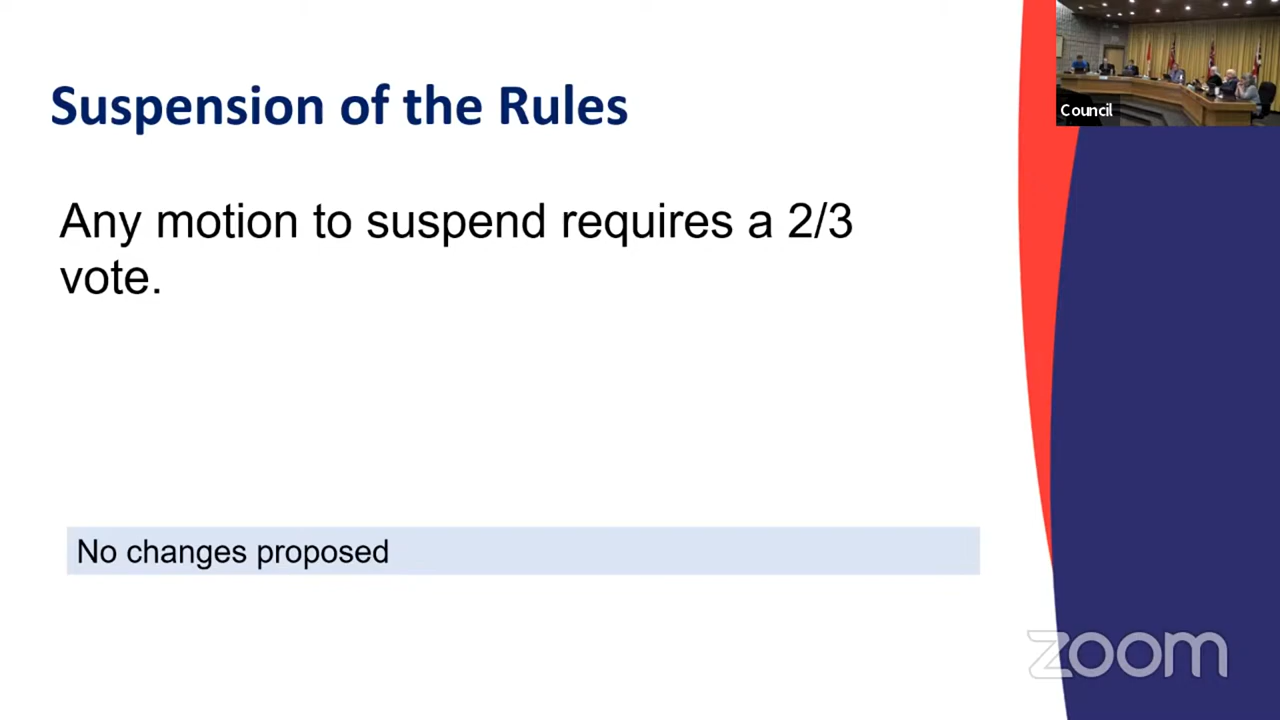 Suspension of the Rules
Council
Any motion to suspend requires a 2/3
vote.
No changes proposed
zoom